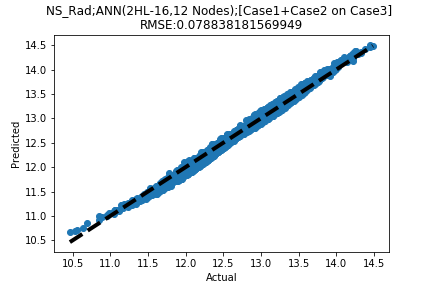 NS_Rad;ANN(2HL-16,12 Nodes);[Case1+Case2 on Case3]
RMSE:0.078838181569949
14.5
14.0
13.5
13.0
12.5
12.0
11.5
11.0
10.5
Predicted
10.5 11.0 11.5 12.0 12.5 13.0 13.5 14.0 14.5
Actual